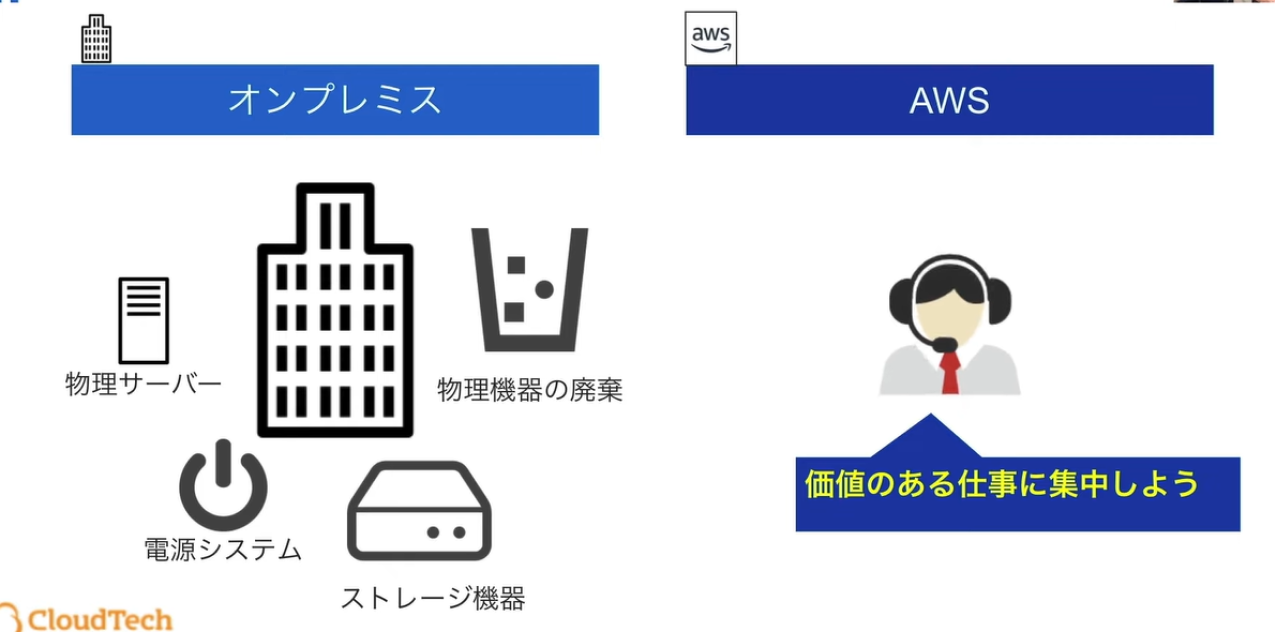 オンプレミス
aws
AWS
物理サーバー
物理機器の廃棄
電源システム
ストレージ機器
価値のある仕事に集中しよう
CloudTech